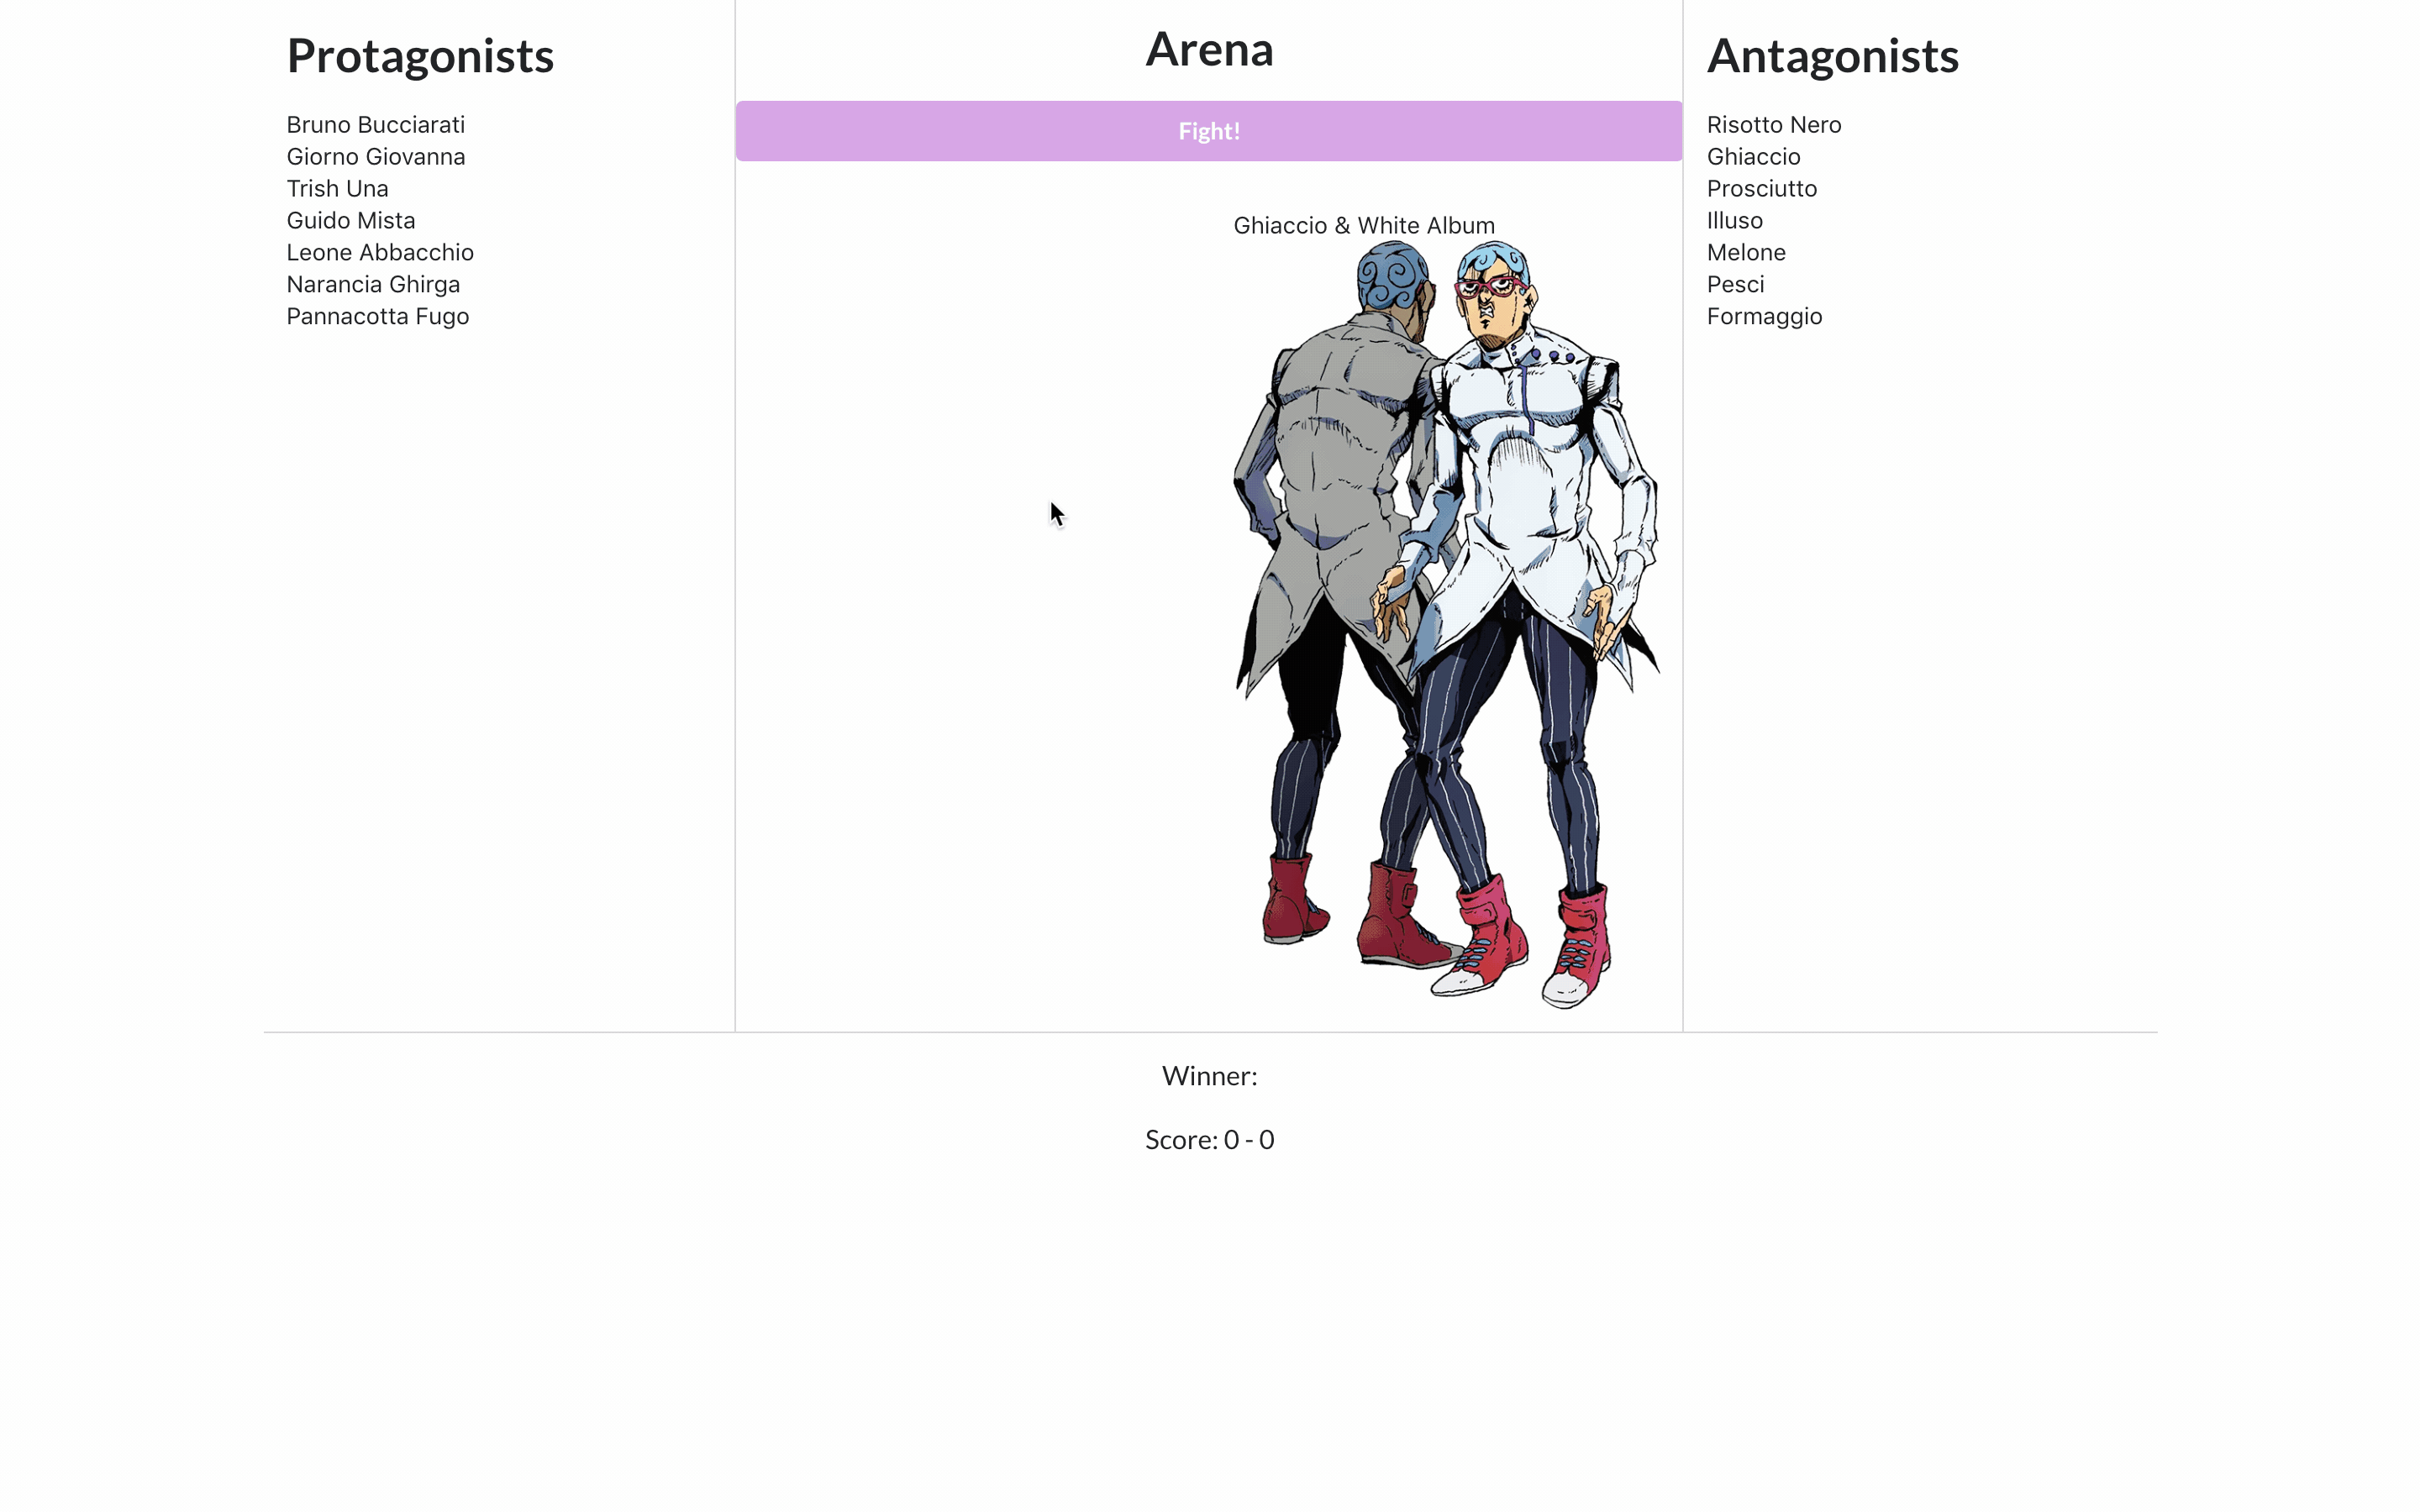 Protagonists
Bruno Bucciarati
Giorno Giovanna
Trish Una
Guido Mista
Leone Abbacchio
Narancia Ghirga
Pannacotta Fugo
Arena
Fight!
Ghiaccio & White Album
Antagonists
Risotto Nero
Ghiaccio
Prosciutto
Illuso
Melone
Pesci
Formaggio
Winner:
Score: 0 - 0